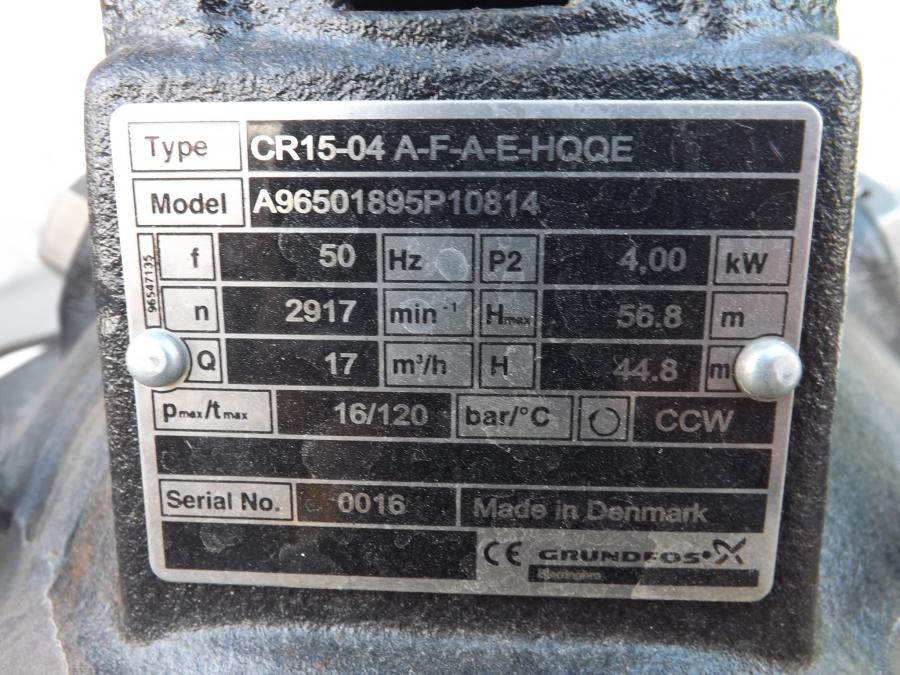 Type CR15-04 A-F-A-E-HQQE
Model A96501895P10814
96547135
f 50 Hz P2 4,00 kW
n 2917 min⁻¹ Hmax 56.8 m
Q 17 m³/h H 44.8 m
pmax/tmax 16/120 bar/°C CCW
Serial No. 0016 Made in Denmark
CE GRUNDFOS